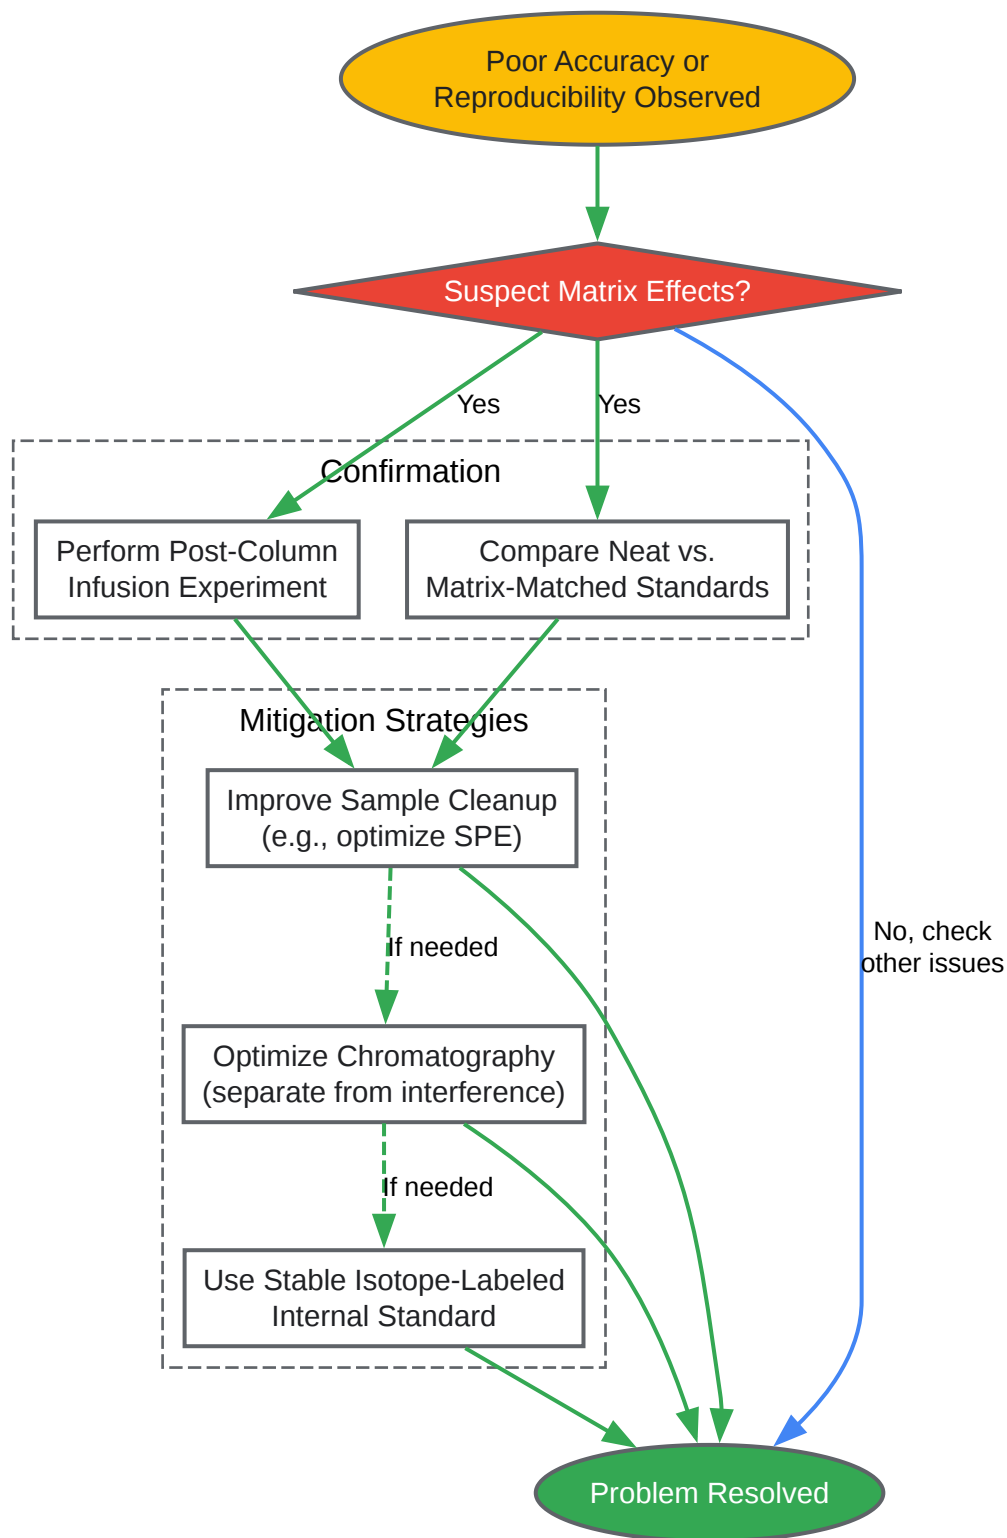 Poor Accuracy or
Reproducibility Observed
Suspect Matrix Effects?
Yes
Yes
Confirmation
Perform Post-Column
Infusion Experiment
Compare Neat vs.
Matrix-Matched Standards
Mitigation Strategies
Improve Sample Cleanup
(e.g., optimize SPE)
If needed
No, check
other issues
Optimize Chromatography
(separate from interference)
If needed
Use Stable Isotope-Labeled
Internal Standard
Problem Resolved